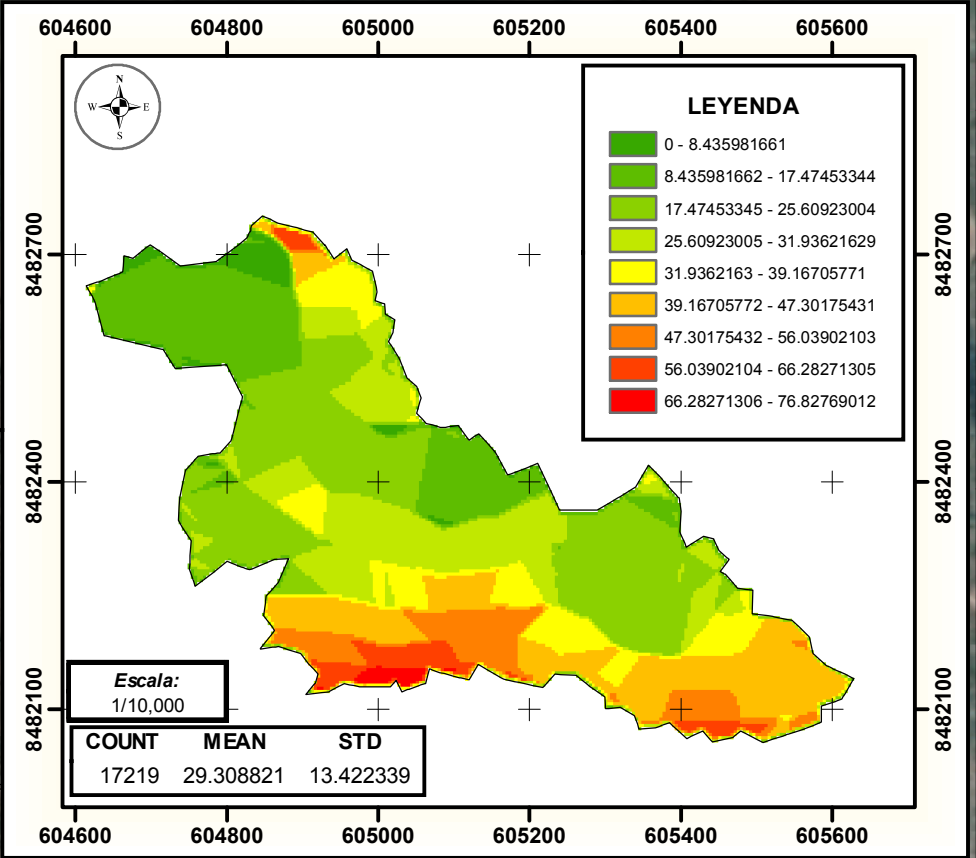 604600 604800 605000 605200 605400 605600
N
W E
S
LEYENDA
0 - 8.435981661
8.435981662 - 17.47453344
17.47453345 - 25.60923004
25.60923005 - 31.93621629
31.9362163 - 39.16705771
39.16705772 - 47.30175431
47.30175432 - 56.03902103
56.03902104 - 66.28271305
66.28271306 - 76.82769012
8482700 8482700
8482400 8482400
8482100 8482100
Escala:
1/10,000
COUNT MEAN STD
17219 29.308821 13.422339
604600 604800 605000 605200 605400 605600